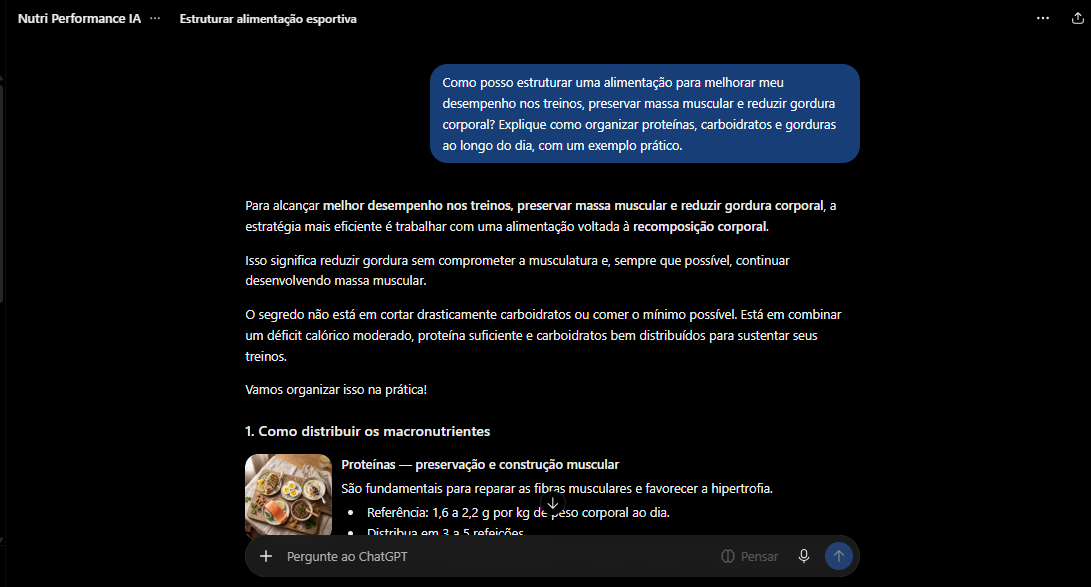 Nutri Performance IA ··· Estruturar alimentação esportiva
Como posso estruturar uma alimentação para melhorar meu
desempenho nos treinos, preservar massa muscular e reduzir gordura
corporal? Explique como organizar proteínas, carboidratos e gorduras
ao longo do dia, com um exemplo prático.
Para alcançar melhor desempenho nos treinos, preservar massa muscular e reduzir gordura corporal, a
estratégia mais eficiente é trabalhar com uma alimentação voltada à recomposição corporal.
Isso significa reduzir gordura sem comprometer a musculatura e, sempre que possível, continuar
desenvolvendo massa muscular.
O segredo não está em cortar drasticamente carboidratos ou comer o mínimo possível. Está em combinar
um déficit calórico moderado, proteína suficiente e carboidratos bem distribuídos para sustentar seus
treinos.
Vamos organizar isso na prática!
1. Como distribuir os macronutrientes
Proteínas — preservação e construção muscular
São fundamentais para reparar as fibras musculares e favorecer a hipertrofia.
• Referência: 1,6 a 2,2 g por kg de peso corporal ao dia.
• Distribua em 3 a 5 refeições
Pergunte ao ChatGPT
Pensar